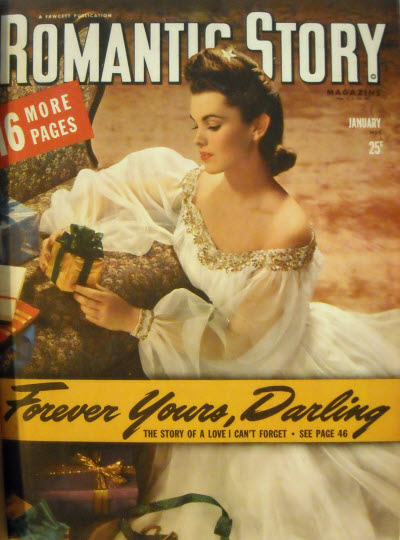 A FAWCETT PUBLICATION
ROMANTIC STORY
MAGAZINE
16 MORE
PAGES
JANUARY
25¢
Forever Yours, Darling
THE STORY OF A LOVE I CAN'T FORGET • SEE PAGE 46